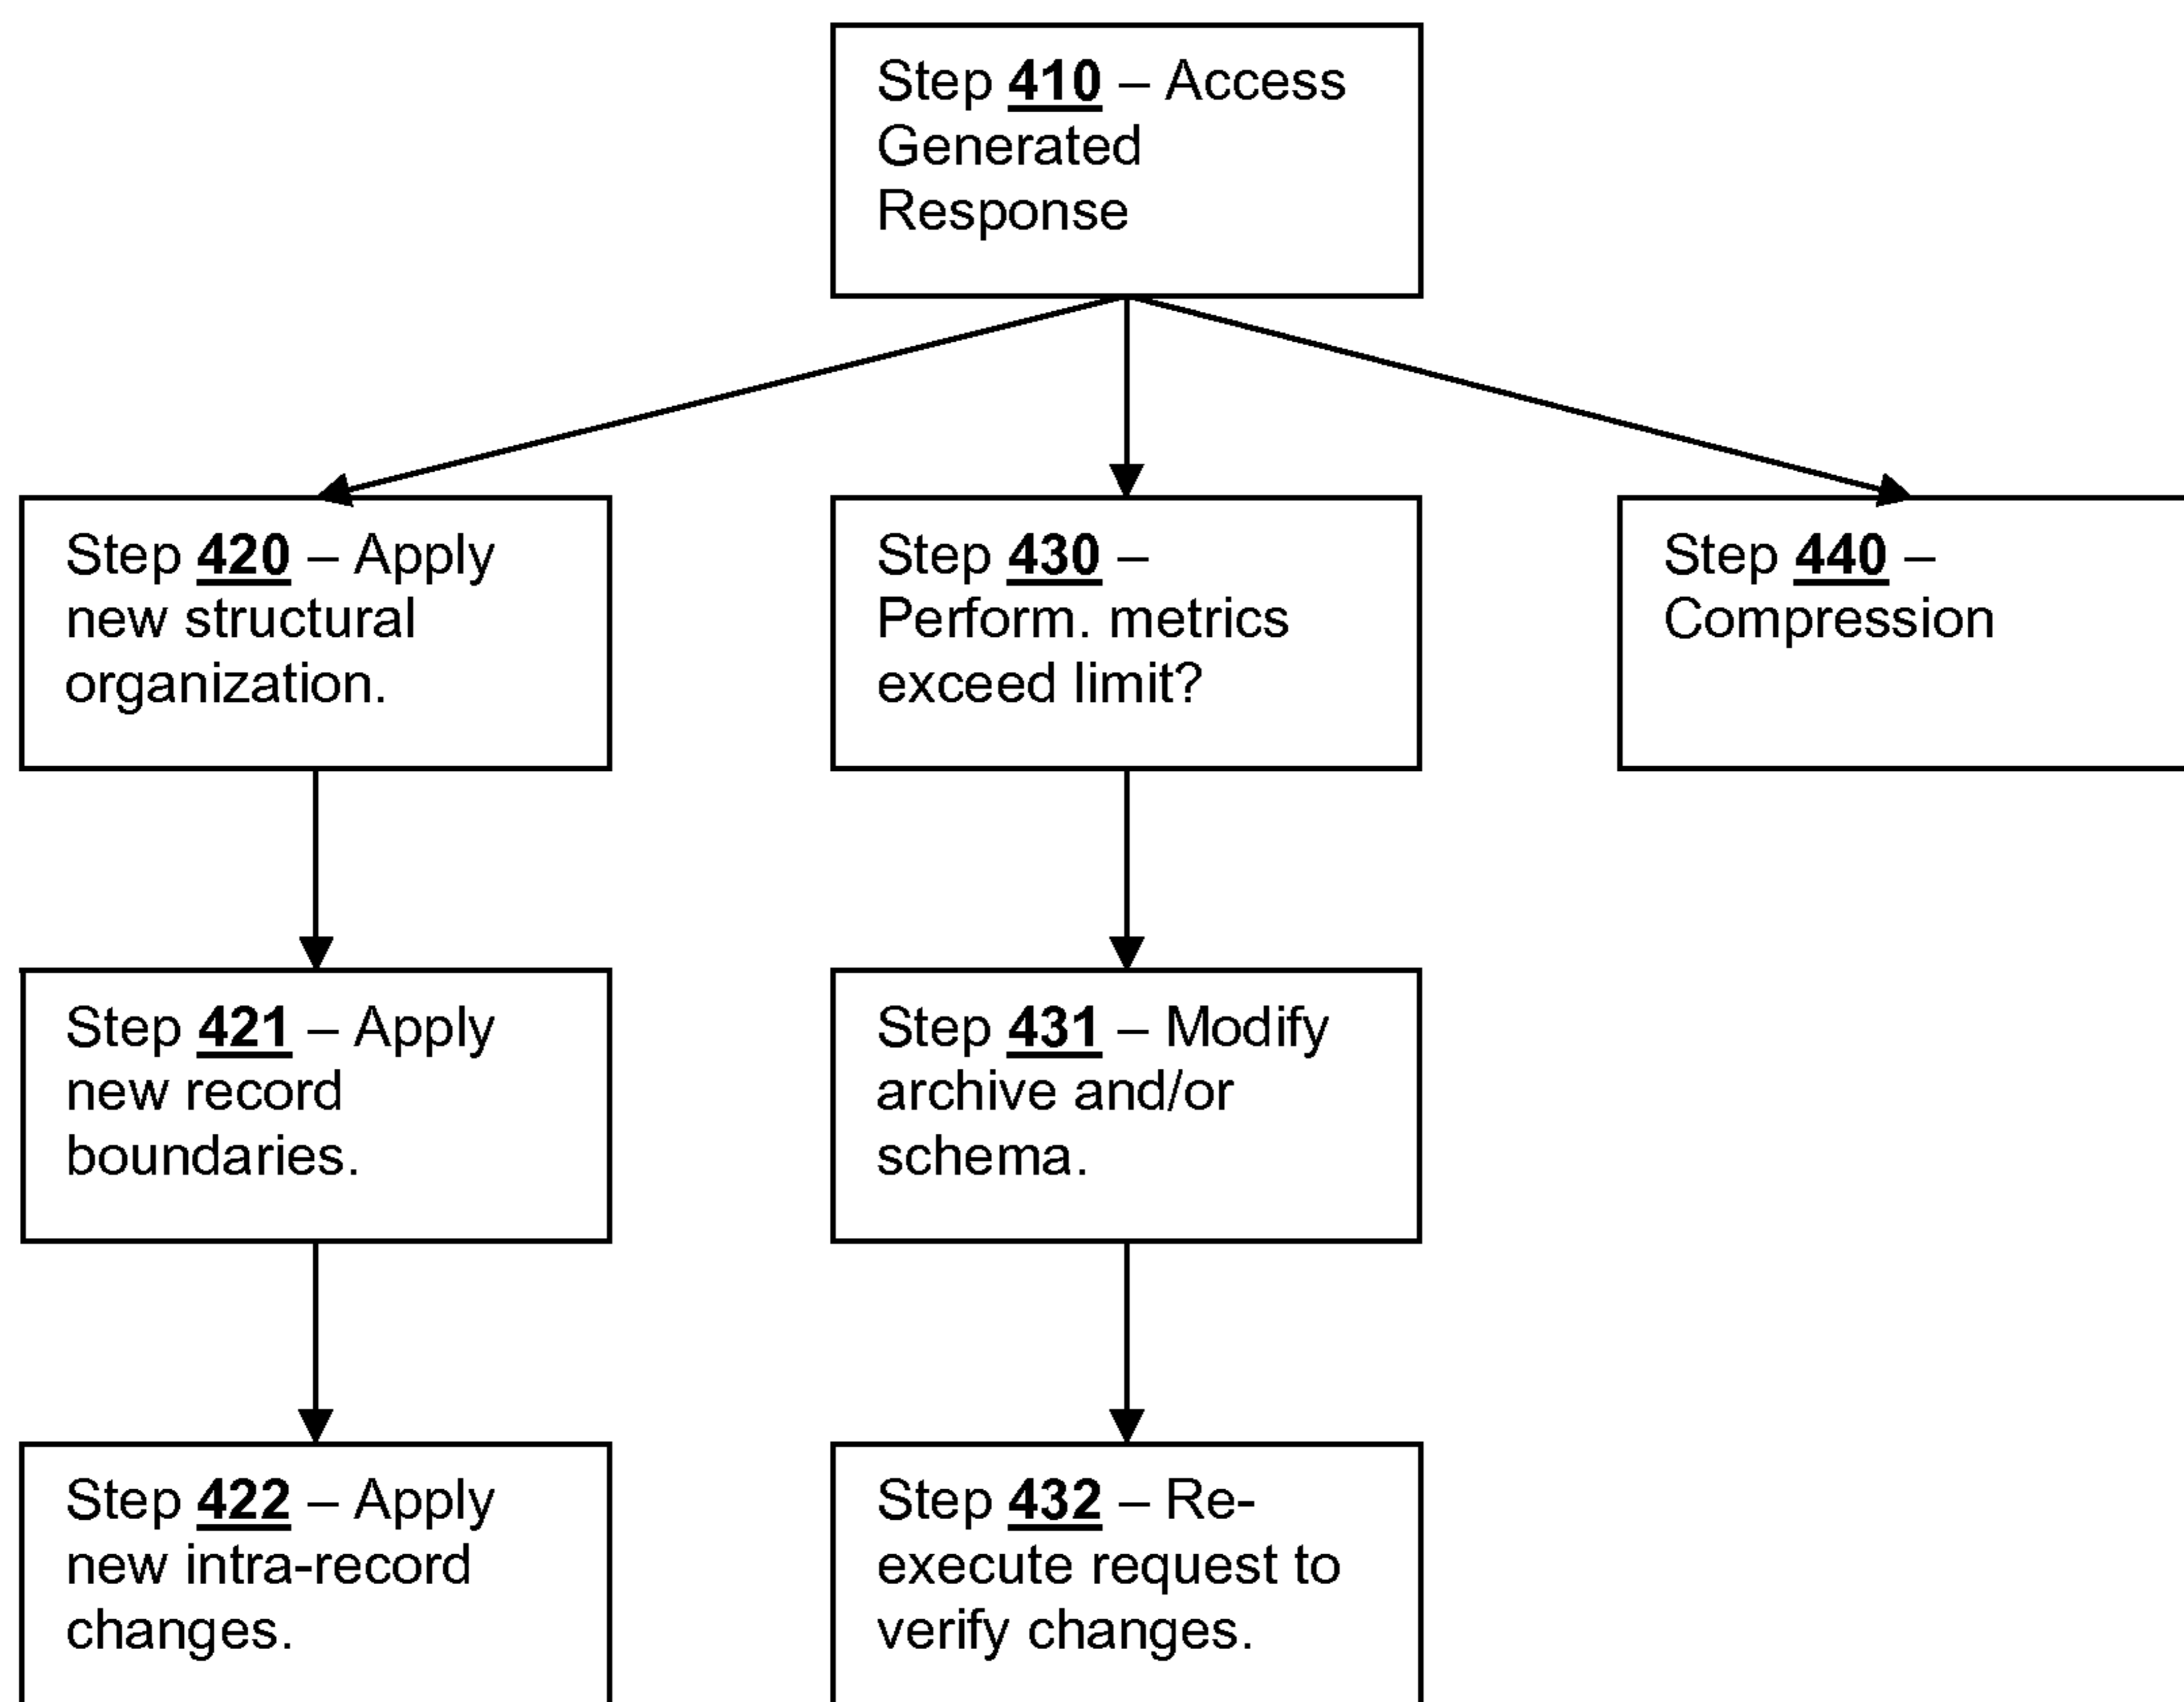 Step 410 – Access
Generated
Response
Step 420 – Apply
new structural
organization.
Step 430 –
Perform. metrics
exceed limit?
Step 440 –
Compression
Step 421 – Apply
new record
boundaries.
Step 431 – Modify
archive and/or
schema.
Step 422 – Apply
new intra-record
changes.
Step 432 – Re-
execute request to
verify changes.